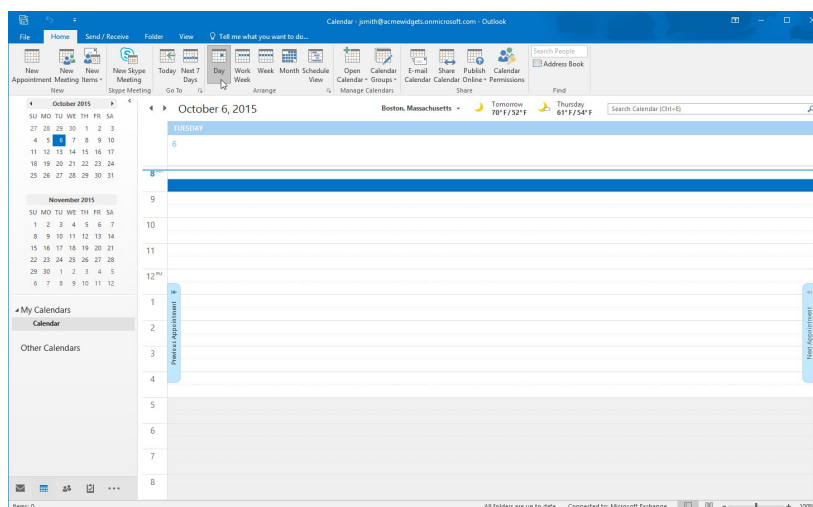 Calendar - jsmith@acmewidgets.onmicrosoft.com - Outlook
File Home Send / Receive Folder View Tell me what you want to do...
New Appointment
New Meeting
New Items
New Skype Meeting
Today
Next 7 Days
Day
Work Week
Week
Month
Schedule View
Open Calendar
Calendar Groups
E-mail Calendar
Share Calendar
Publish Online
Calendar Permissions
Search People
Address Book
New Skype Meeting Go To Arrange Manage Calendars Share Find
October 2015
SU MO TU WE TH FR SA
27 28 29 30 1 2 3
4 5 6 7 8 9 10
11 12 13 14 15 16 17
18 19 20 21 22 23 24
25 26 27 28 29 30 31
November 2015
SU MO TU WE TH FR SA
1 2 3 4 5 6 7
8 9 10 11 12 13 14
15 16 17 18 19 20 21
22 23 24 25 26 27 28
29 30 1 2 3 4 5
6 7 8 9 10 11 12
My Calendars
Calendar
Other Calendars
October 6, 2015
Boston, Massachusetts
Tomorrow
70° F / 52° F
Thursday
61° F / 54° F
Search Calendar (Ctrl+E)
TUESDAY
6
8
9
10
11
12 PM
1
2
3
4
5
6
7
8
Previous Appointment
Next Appointment
Items: 0
All folders are up to date. Connected to: Microsoft Exchange
100%